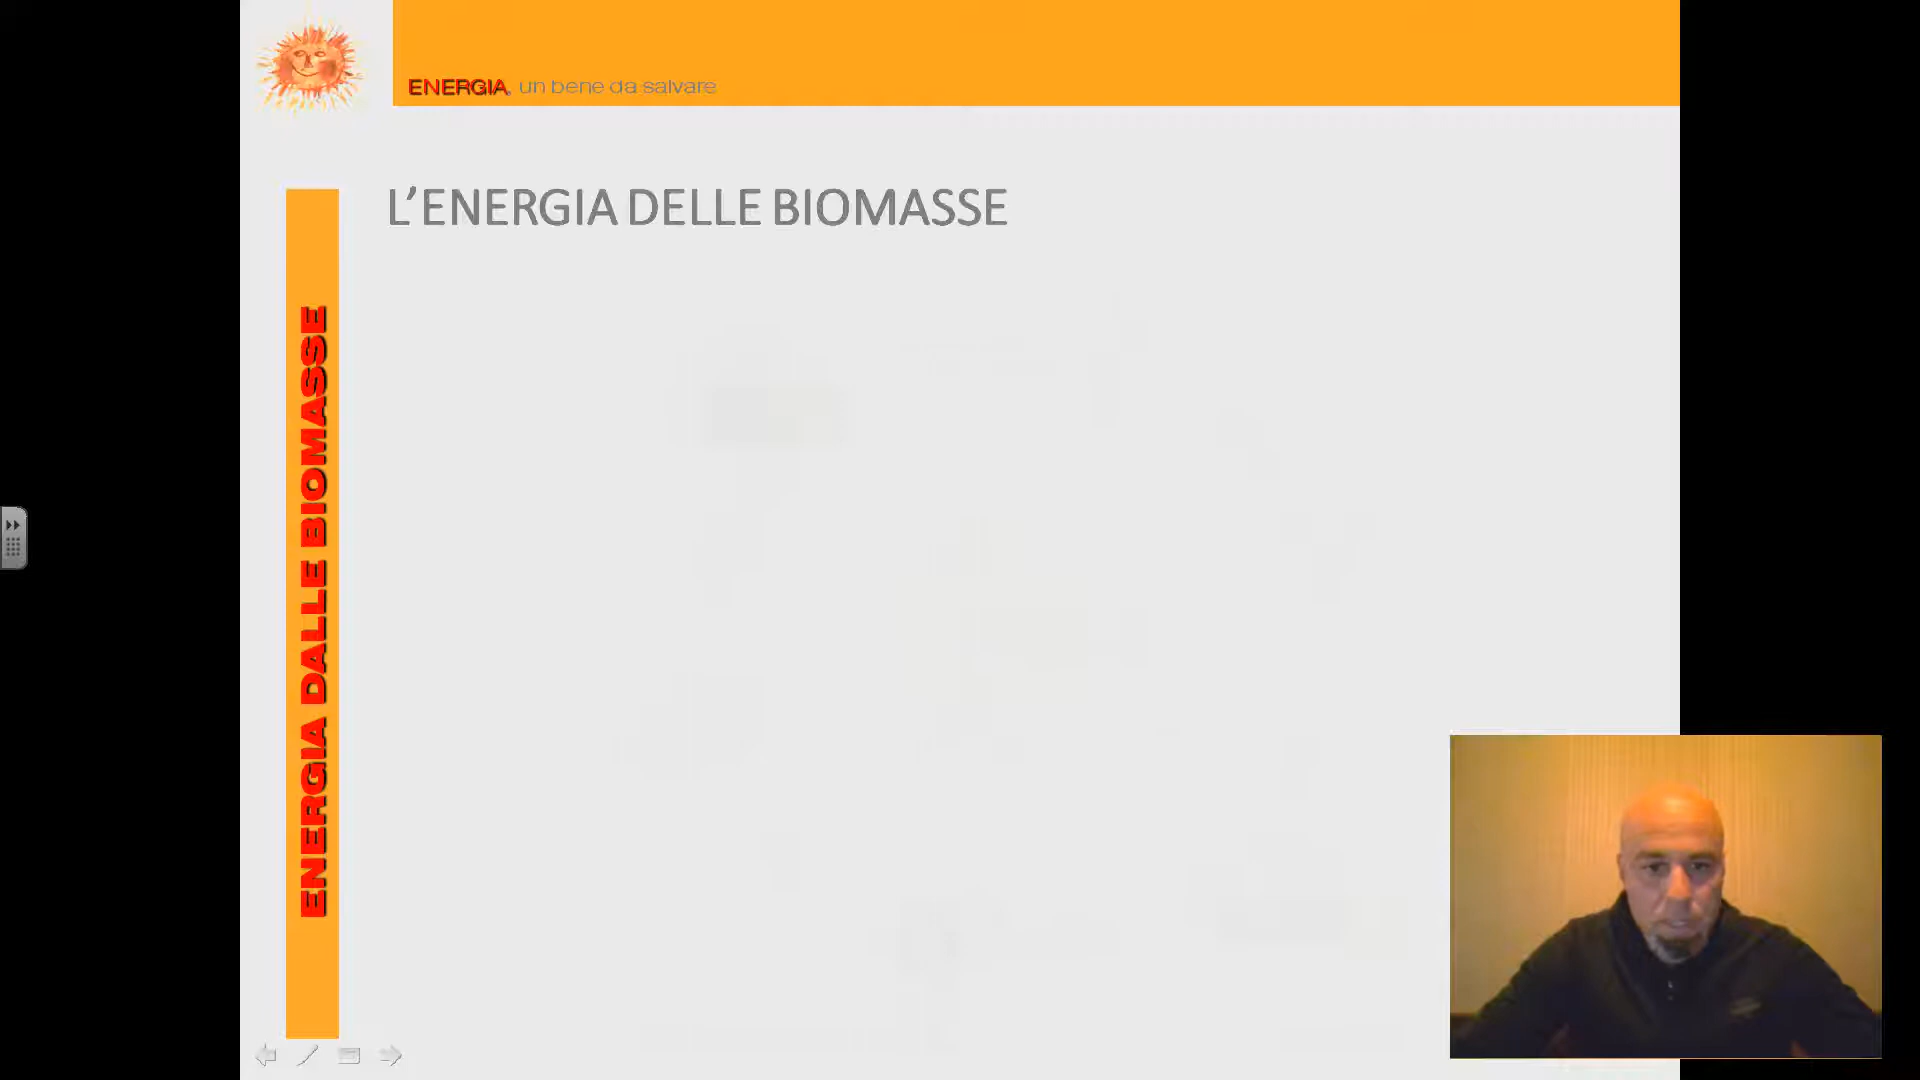 ENERGIA, un bene da salvare
L'ENERGIA DELLE BIOMASSE
ENERGIA DALLE BIOMASSE